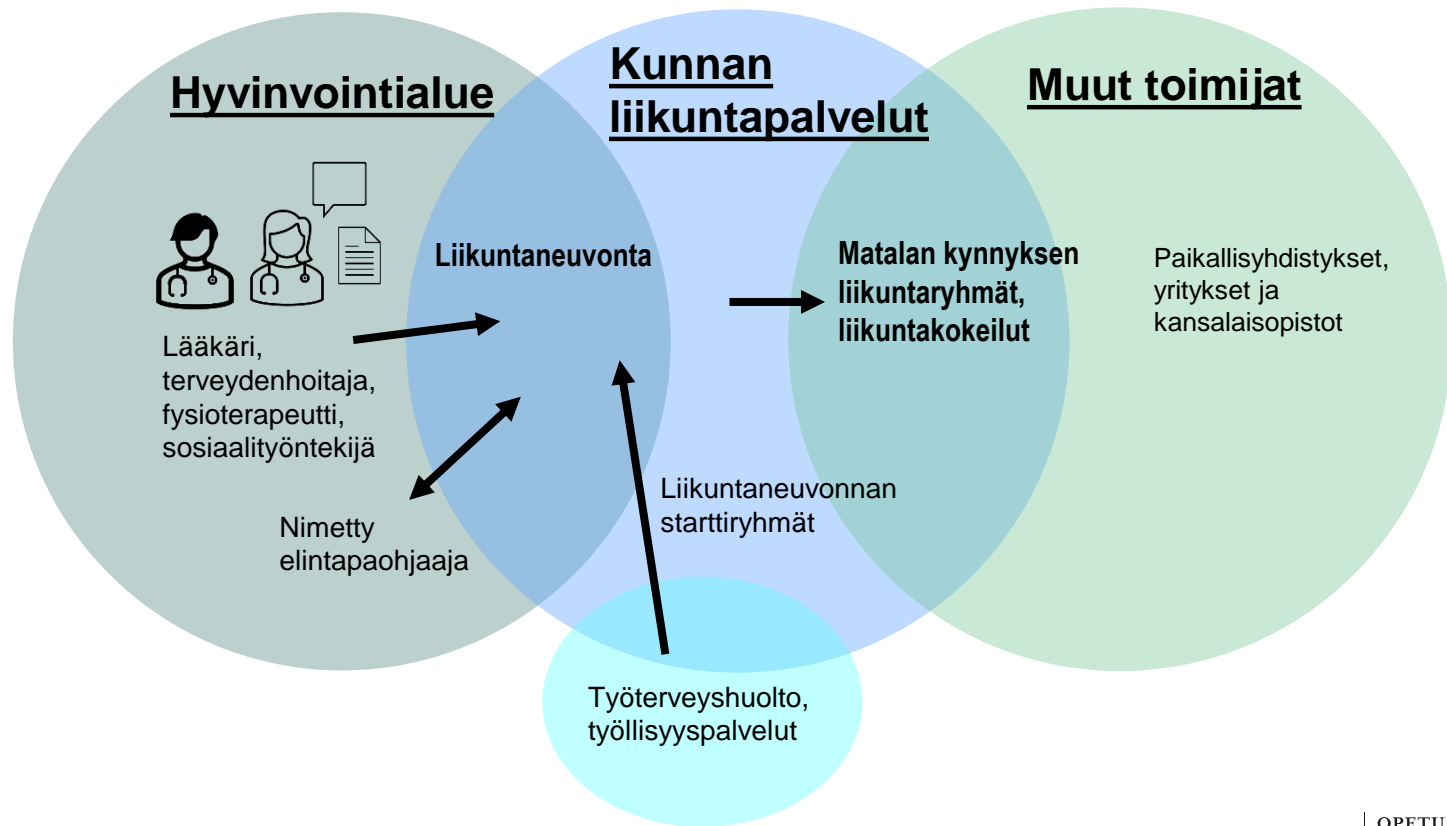 Hyvinvointialue
Kunnan
liikuntapalvelut
Muut toimijat
Liikuntaneuvonta
Matalan kynnyksen
liikuntaryhmät,
liikuntakokeilut
Paikallisyhdistykset,
yritykset ja
kansalaisopistot
Lääkäri,
terveydenhoitaja,
fysioterapeutti,
sosiaalityöntekijä
Nimetty
elintapaohjaaja
Liikuntaneuvonnan
starttiryhmät
Työterveyshuolto,
työllisyyspalvelut